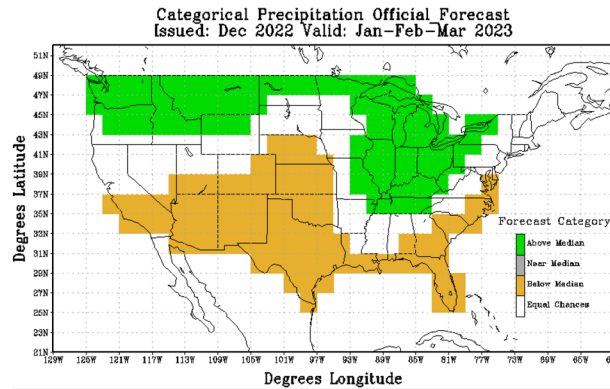 Categorical Precipitation Official Forecast
Issued: Dec 2022 Valid: Jan-Feb-Mar 2023
Degrees Latitude
51N
49N
47N
45N
43N
41N
39N
37N
35N
33N
31N
29N
27N
25N
23N
21N
Forecast Category
Above Median
Near Median
Below Median
Equal Chances
129W 125W 121W 117W 113W 109W 105W 101W 97W 93W 89W 85W 81W 77W 73W 69W 65W
Degrees Longitude